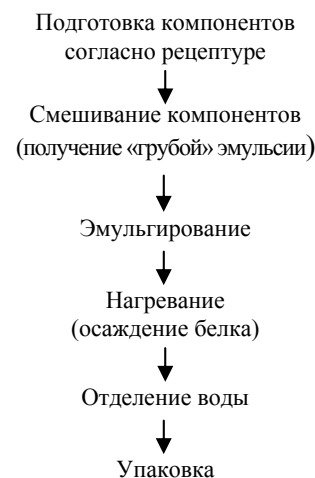 Подготовка компонентов
согласно рецептуре
Смешивание компонентов
(получение «грубой» эмульсии)
Эмульгирование
Нагревание
(осаждение белка)
Отделение воды
Упаковка